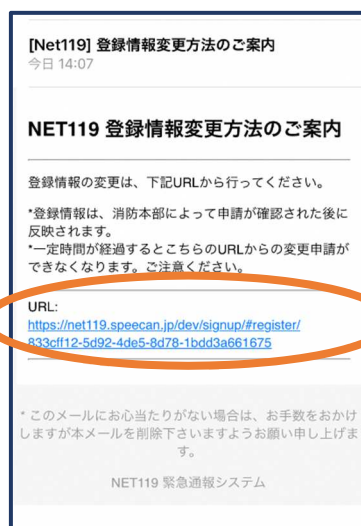 [Net119] 登録情報変更方法のご案内
今日 14:07
NET119 登録情報変更方法のご案内
登録情報の変更は、下記URLから行ってください。
*登録情報は、消防本部によって申請が確認された後に
反映されます。
*一定時間が経過するとこちらのURLからの変更申請が
できなくなります。ご注意ください。
URL:
https://net119.speecan.jp/dev/signup/#register/
833cff12-5d92-4de5-8d78-1bdd3a661675
* このメールにお心当たりがない場合は、お手数をおかけ
しますが本メールを削除下さいますようお願い申し上げま
す。
NET119 緊急通報システム